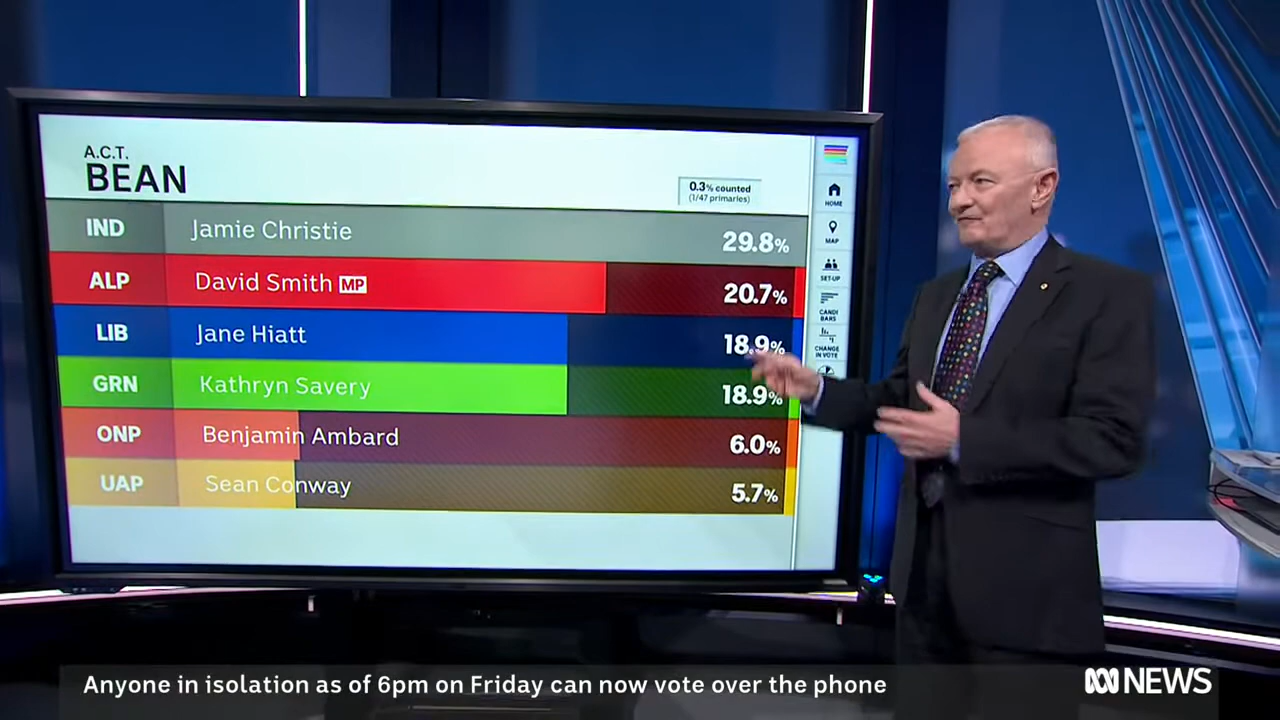 A.C.T.
BEAN
0.3% counted
(1/47 primaries)
IND Jamie Christie 29.8%
ALP David Smith MP 20.7%
LIB Jane Hiatt 18.9%
GRN Kathryn Savery 18.9%
ONP Benjamin Ambard 6.0%
UAP Sean Conway 5.7%
HOME
MAP
SET-UP
CANDI
BARS
CHANGE
IN VOTE
Anyone in isolation as of 6pm on Friday can now vote over the phone
NEWS